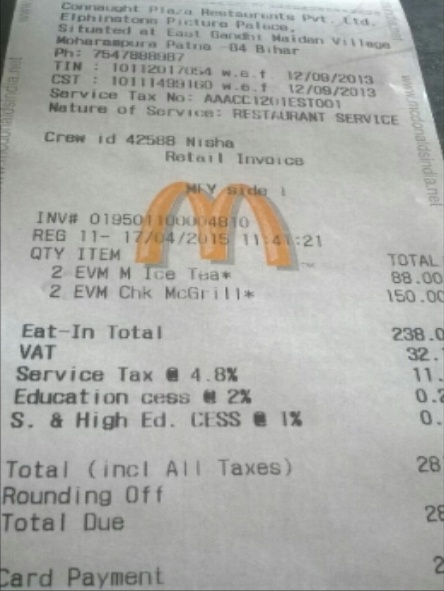 Connaught Plaza Restaurants Pvt. Ltd.
Elphinstone Picture Palace,
Situated at East Gandhi Maidan Village
Moharampura Patna -04 Bihar
Ph: 7547888987
TIN : 10112017054 w.e.f 12/09/2013
CST : 10111499160 w.e.f 12/09/2013
Service Tax No: AAACC1201EST001
Nature of Service: RESTAURANT SERVICE
Crew id 42588 Nisha
Retail Invoice
MFY side 1
INV# 019501100004810
REG 11- 17/04/2015 11:41:21
QTY ITEM TOTAL
2 EVM M Ice Tea* 88.00
2 EVM Chk McGrill* 150.00
Eat-In Total 238.0
VAT 32.
Service Tax @ 4.8% 11.
Education cess @ 2% 0.2
S. & High Ed. CESS @ 1% 0.
Total (incl All Taxes) 28
Rounding Off
Total Due 28
Card Payment 2
www.mcdonaldsindia.net